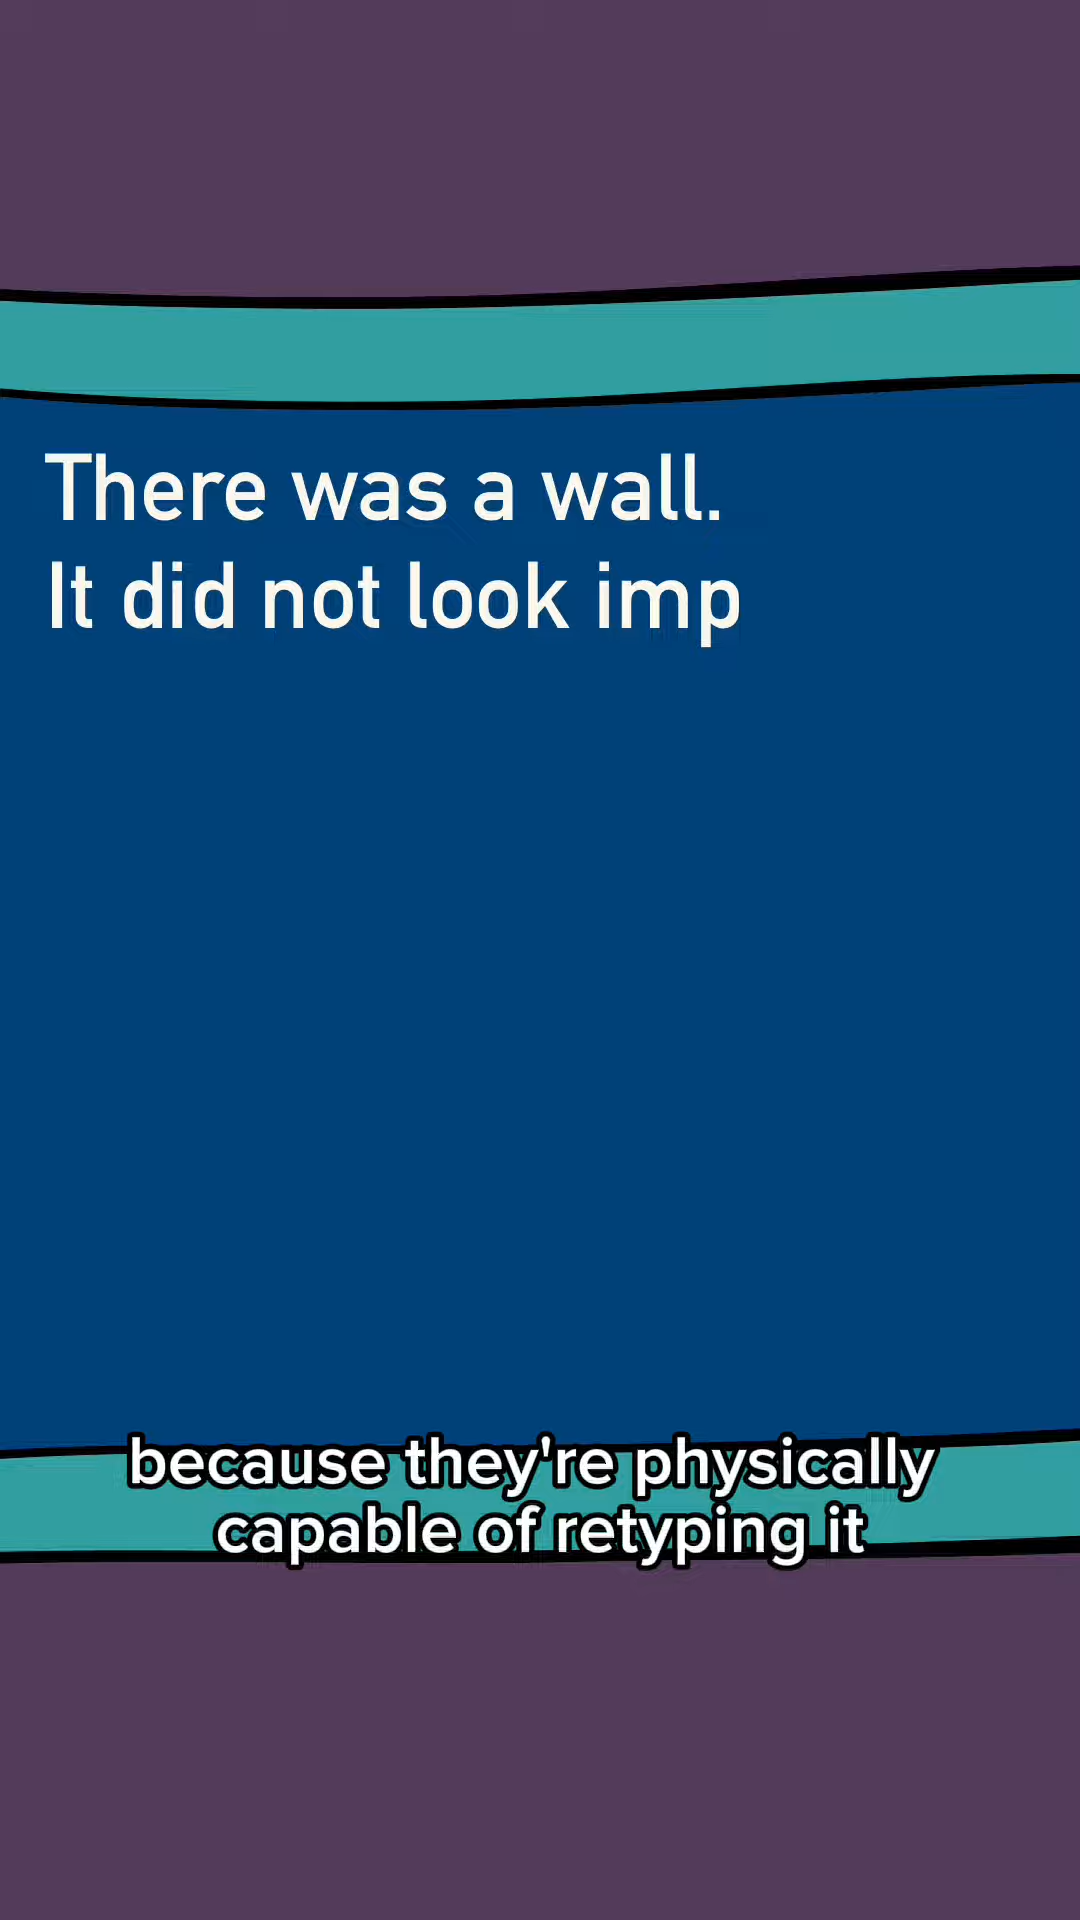 There was a wall.
It did not look imp
because they're physically
capable of retyping it